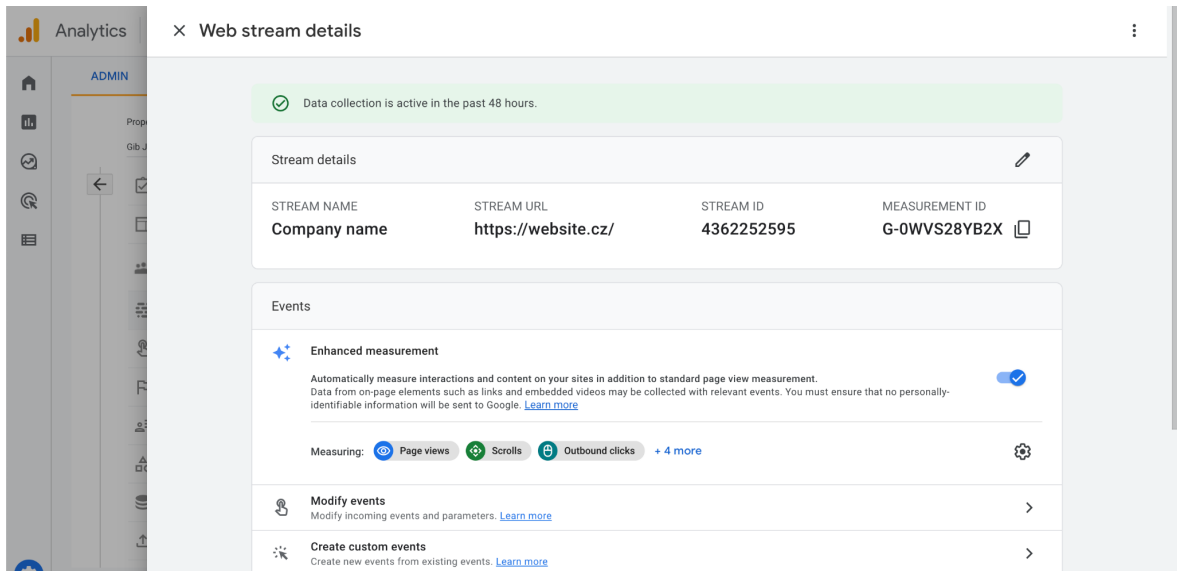 Analytics
Web stream details
ADMIN
Data collection is active in the past 48 hours.
Stream details
STREAM NAME STREAM URL STREAM ID MEASUREMENT ID
Company name https://website.cz/ 4362252595 G-0WVS28YB2X
Events
Enhanced measurement
Automatically measure interactions and content on your sites in addition to standard page view measurement.
Data from on-page elements such as links and embedded videos may be collected with relevant events. You must ensure that no personally-
identifiable information will be sent to Google. Learn more
Measuring: Page views Scrolls Outbound clicks + 4 more
Modify events
Modify incoming events and parameters. Learn more
Create custom events
Create new events from existing events. Learn more